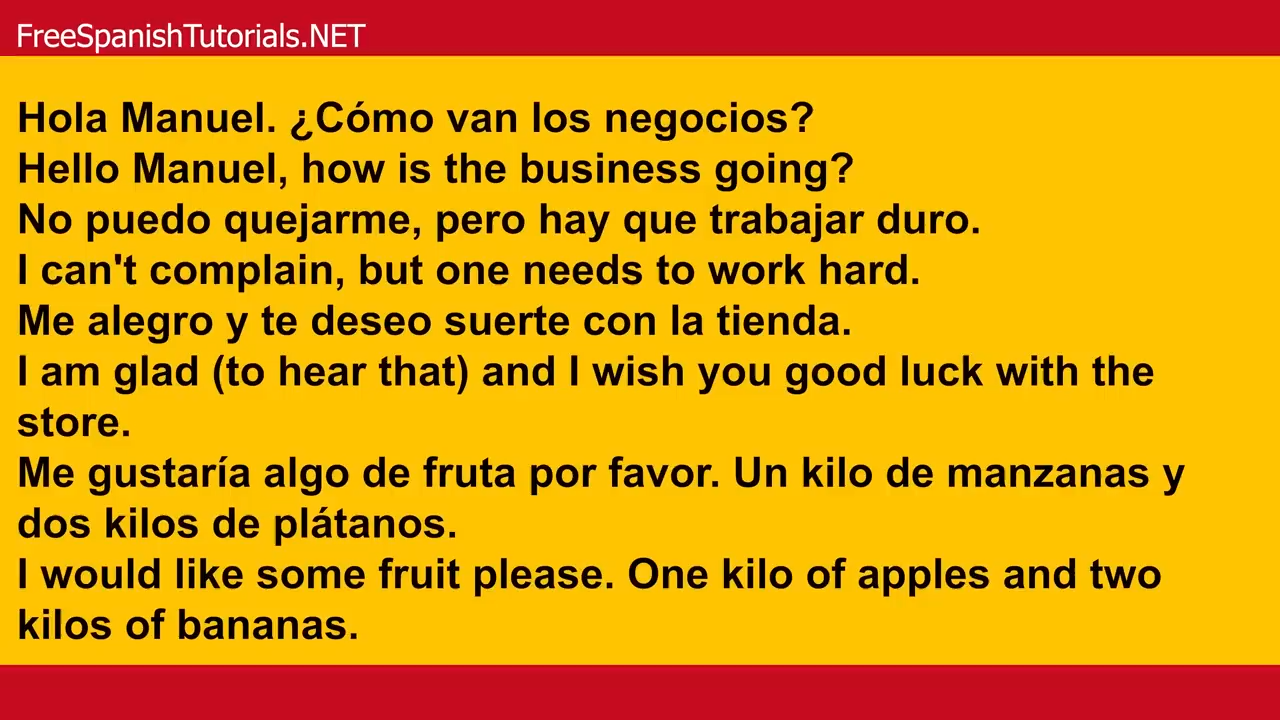 FreeSpanishTutorials.NET
Hola Manuel. ¿Cómo van los negocios?
Hello Manuel, how is the business going?
No puedo quejarme, pero hay que trabajar duro.
I can't complain, but one needs to work hard.
Me alegro y te deseo suerte con la tienda.
I am glad (to hear that) and I wish you good luck with the
store.
Me gustaría algo de fruta por favor. Un kilo de manzanas y
dos kilos de plátanos.
I would like some fruit please. One kilo of apples and two
kilos of bananas.